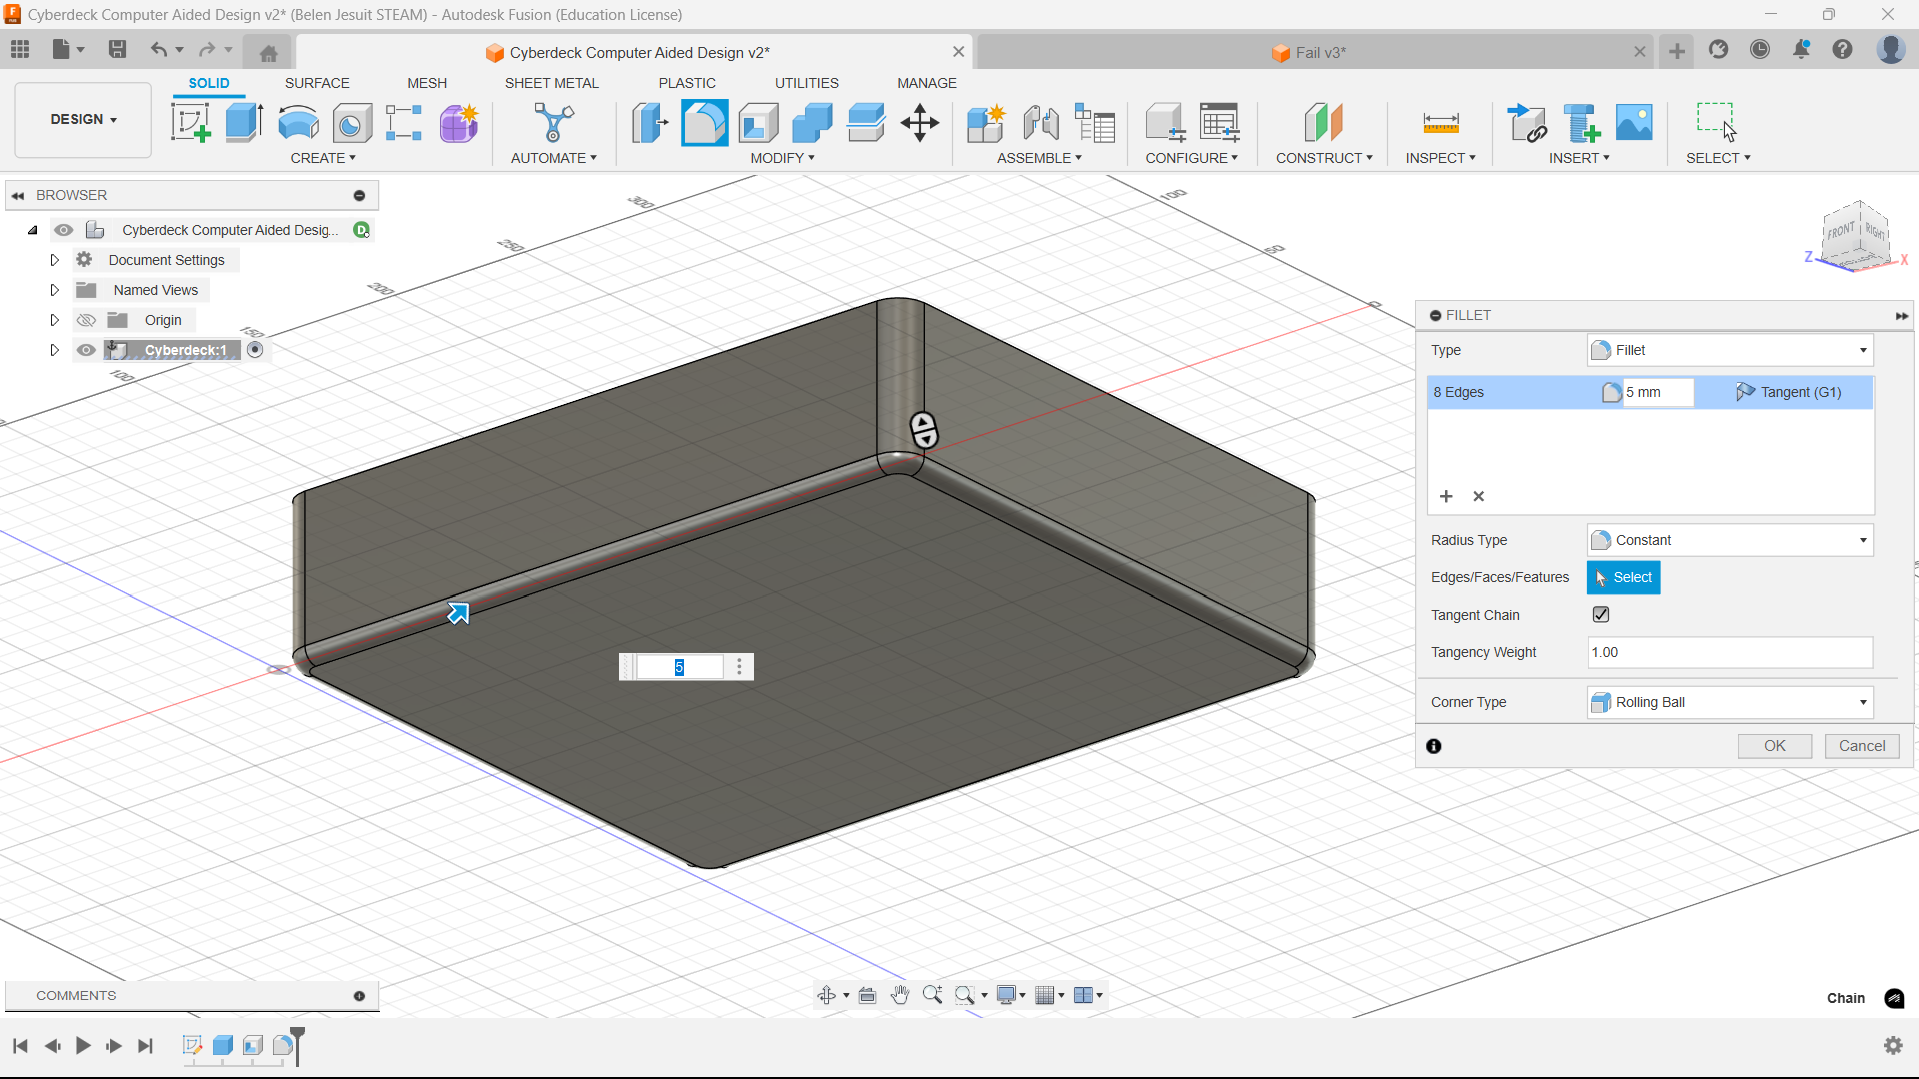 Cyberdeck Computer Aided Design v2* (Belen Jesuit STEAM) - Autodesk Fusion (Education License)
Cyberdeck Computer Aided Design v2*
Fail v3*
DESIGN
SOLID
SURFACE
MESH
SHEET METAL
PLASTIC
UTILITIES
MANAGE
CREATE
AUTOMATE
MODIFY
ASSEMBLE
CONFIGURE
CONSTRUCT
INSPECT
INSERT
SELECT
BROWSER
Cyberdeck Computer Aided Desig...
D
Document Settings
Named Views
Origin
Cyberdeck:1
300
250
200
150
100
100
50
0
FRONT
RIGHT
Z
X
FILLET
Type
Fillet
8 Edges
5 mm
Tangent (G1)
Radius Type
Constant
Edges/Faces/Features
Select
Tangent Chain
Tangency Weight
1.00
Corner Type
Rolling Ball
OK
Cancel
5
COMMENTS
Chain